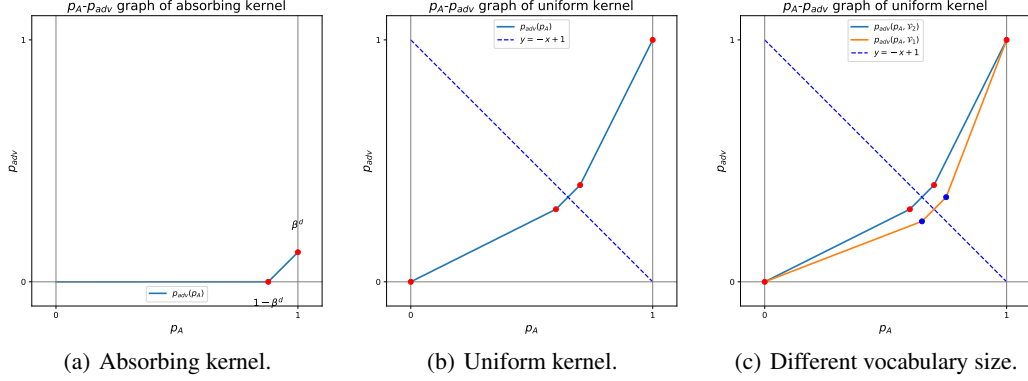 p_A-p_adv graph of absorbing kernel
1
p_adv
0
β^d
p_adv(p_A)
1 − β^d
0
1
p_A
(a) Absorbing kernel.
p_A-p_adv graph of uniform kernel
p_adv(p_A)
y = −x + 1
1
p_adv
0
0
1
p_A
(b) Uniform kernel.
p_A-p_adv graph of uniform kernel
p_adv(p_A, 𝒱_2)
p_adv(p_A, 𝒱_1)
y = −x + 1
1
p_adv
0
0
1
p_A
(c) Different vocabulary size.